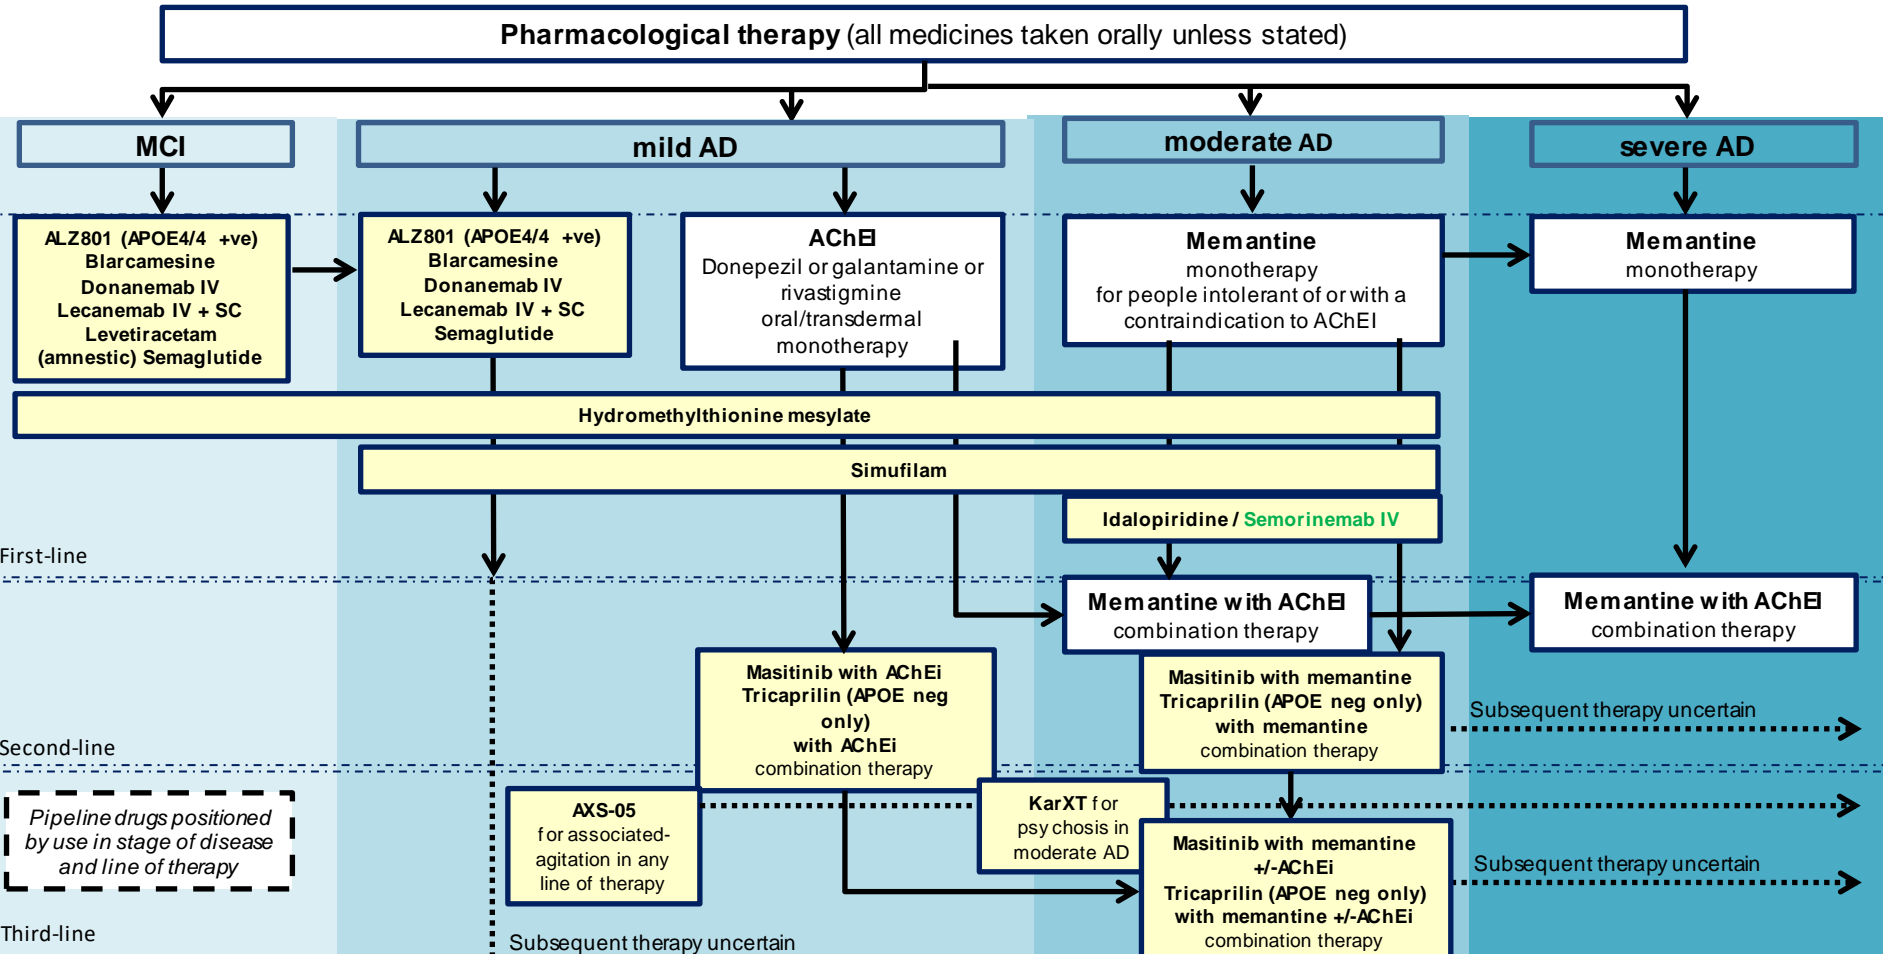 Pharmacological therapy (all medicines taken orally unless stated)
MCI
mild AD
moderate AD
severe AD
ALZ801 (APOE4/4 +ve)
Blarcamesine
Donanemab IV
Lecanemab IV + SC
Levetiracetam
(amnestic) Semaglutide
ALZ801 (APOE4/4 +ve)
Blarcamesine
Donanemab IV
Lecanemab IV + SC
Semaglutide
AChEI
Donepezil or galantamine or
rivastigmine
oral/transdermal
monotherapy
Memantine
monotherapy
for people intolerant of or with a
contraindication to AChEI
Memantine
monotherapy
Hydromethylthionine mesylate
Simufilam
Idalopiridine / Semorinemab IV
First-line
Memantine with AChEI
combination therapy
Memantine with AChEI
combination therapy
Masitinib with AChEi
Tricaprilin (APOE neg
only)
with AChEi
combination therapy
Masitinib with memantine
Tricaprilin (APOE neg only)
with memantine
combination therapy
Subsequent therapy uncertain
Second-line
Pipeline drugs positioned
by use in stage of disease
and line of therapy
AXS-05
for associated-
agitation in any
line of therapy
KarXT for
psychosis in
moderate AD
Masitinib with memantine
+/-AChEi
Tricaprilin (APOE neg only)
with memantine +/-AChEi
combination therapy
Subsequent therapy uncertain
Third-line
Subsequent therapy uncertain